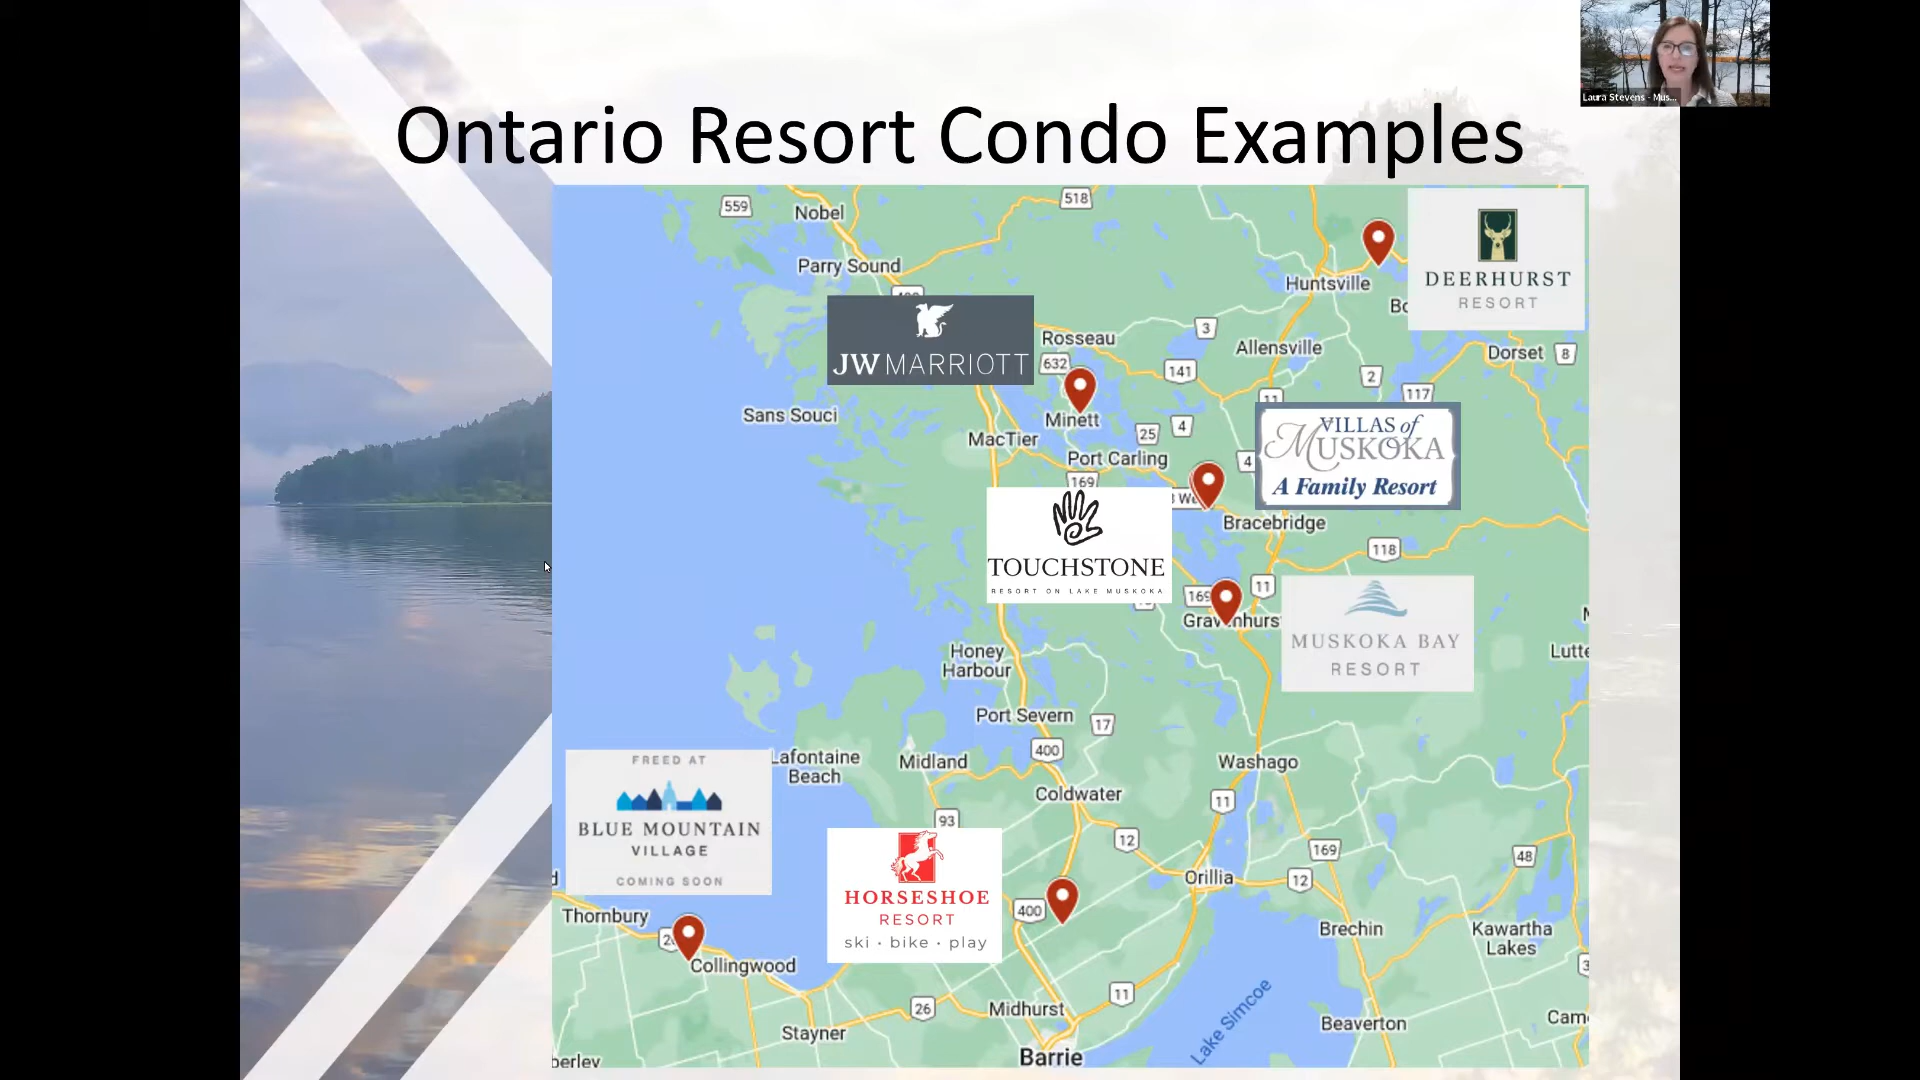 Laura Stevens - Mus...
Ontario Resort Condo Examples
559
Nobel
518
Parry Sound
Huntsville
DEERHURST
RESORT
JW MARRIOTT
Rosseau
632
3
Allensville
Dorset
8
141
2
117
11
Minett
Sans Souci
MacTier
25
4
Port Carling
169
4
VILLAS of
MUSKOKA
A Family Resort
Bracebridge
TOUCHSTONE
RESORT ON LAKE MUSKOKA
118
169
11
MUSKOKA BAY
RESORT
Honey
Harbour
Port Severn
17
400
Lafontaine
Beach
Midland
Washago
FREED AT
BLUE MOUNTAIN
VILLAGE
COMING SOON
Coldwater
11
93
12
169
48
HORSESHOE
RESORT
ski • bike • play
Orillia
12
400
Thornbury
Brechin
Kawartha
Lakes
Collingwood
26
Midhurst
11
Stayner
Lake Simcoe
Beaverton
Barrie